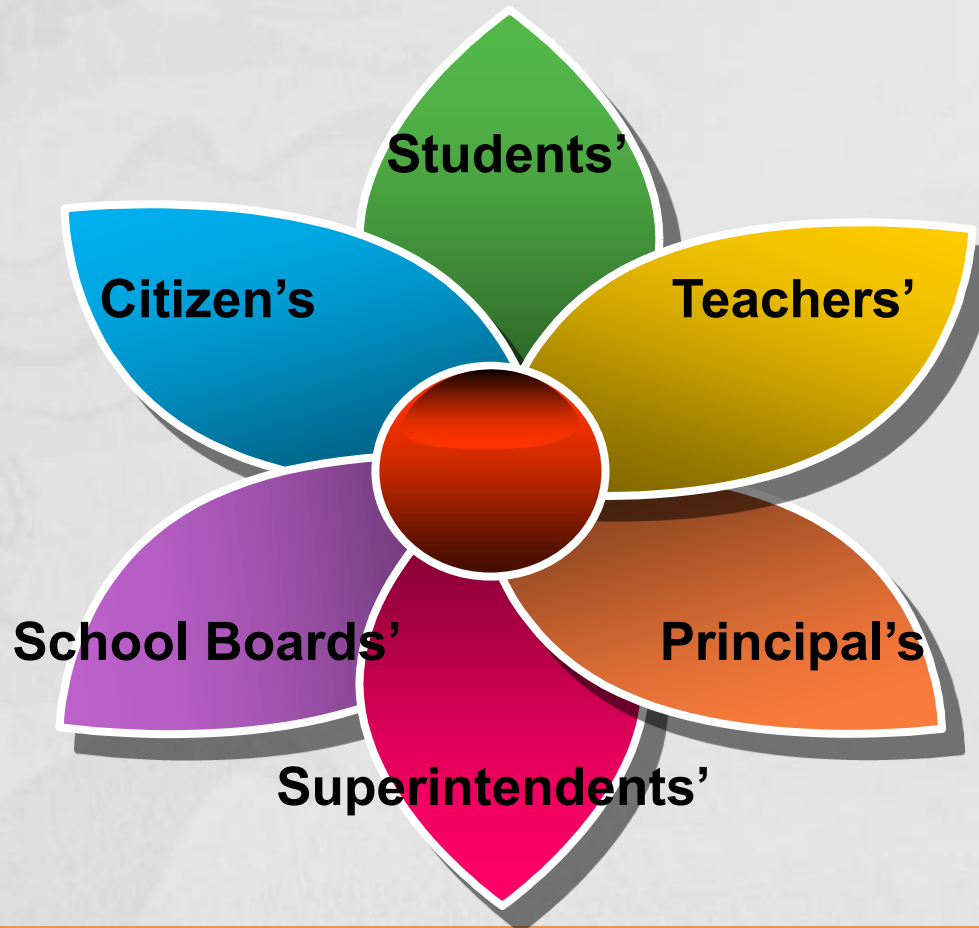 Students’
Citizen’s
Teachers’
School Boards’
Principal’s
Superintendents’